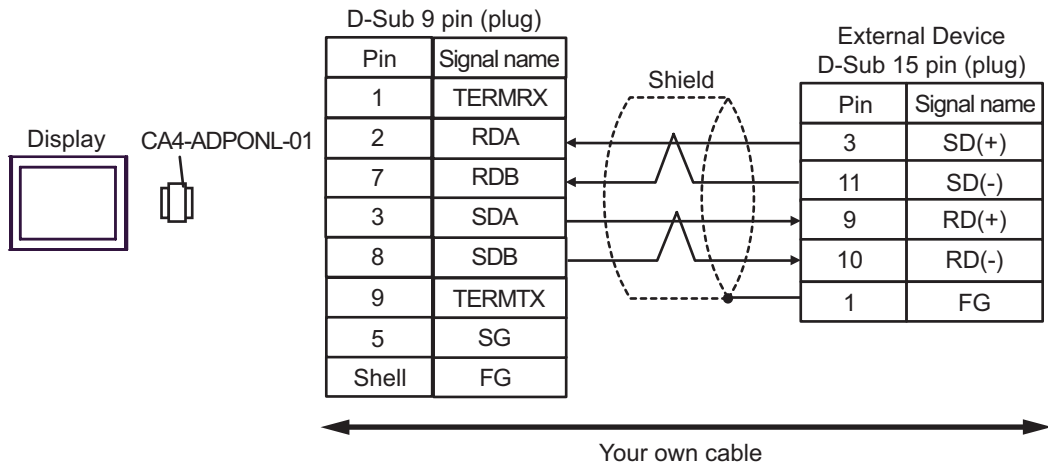 D-Sub 9 pin (plug)
Pin Signal name
1 TERMRX
2 RDA
7 RDB
3 SDA
8 SDB
9 TERMTX
5 SG
Shell FG
Display
CA4-ADPONL-01
Shield
External Device
D-Sub 15 pin (plug)
Pin Signal name
3 SD(+)
11 SD(-)
9 RD(+)
10 RD(-)
1 FG
Your own cable